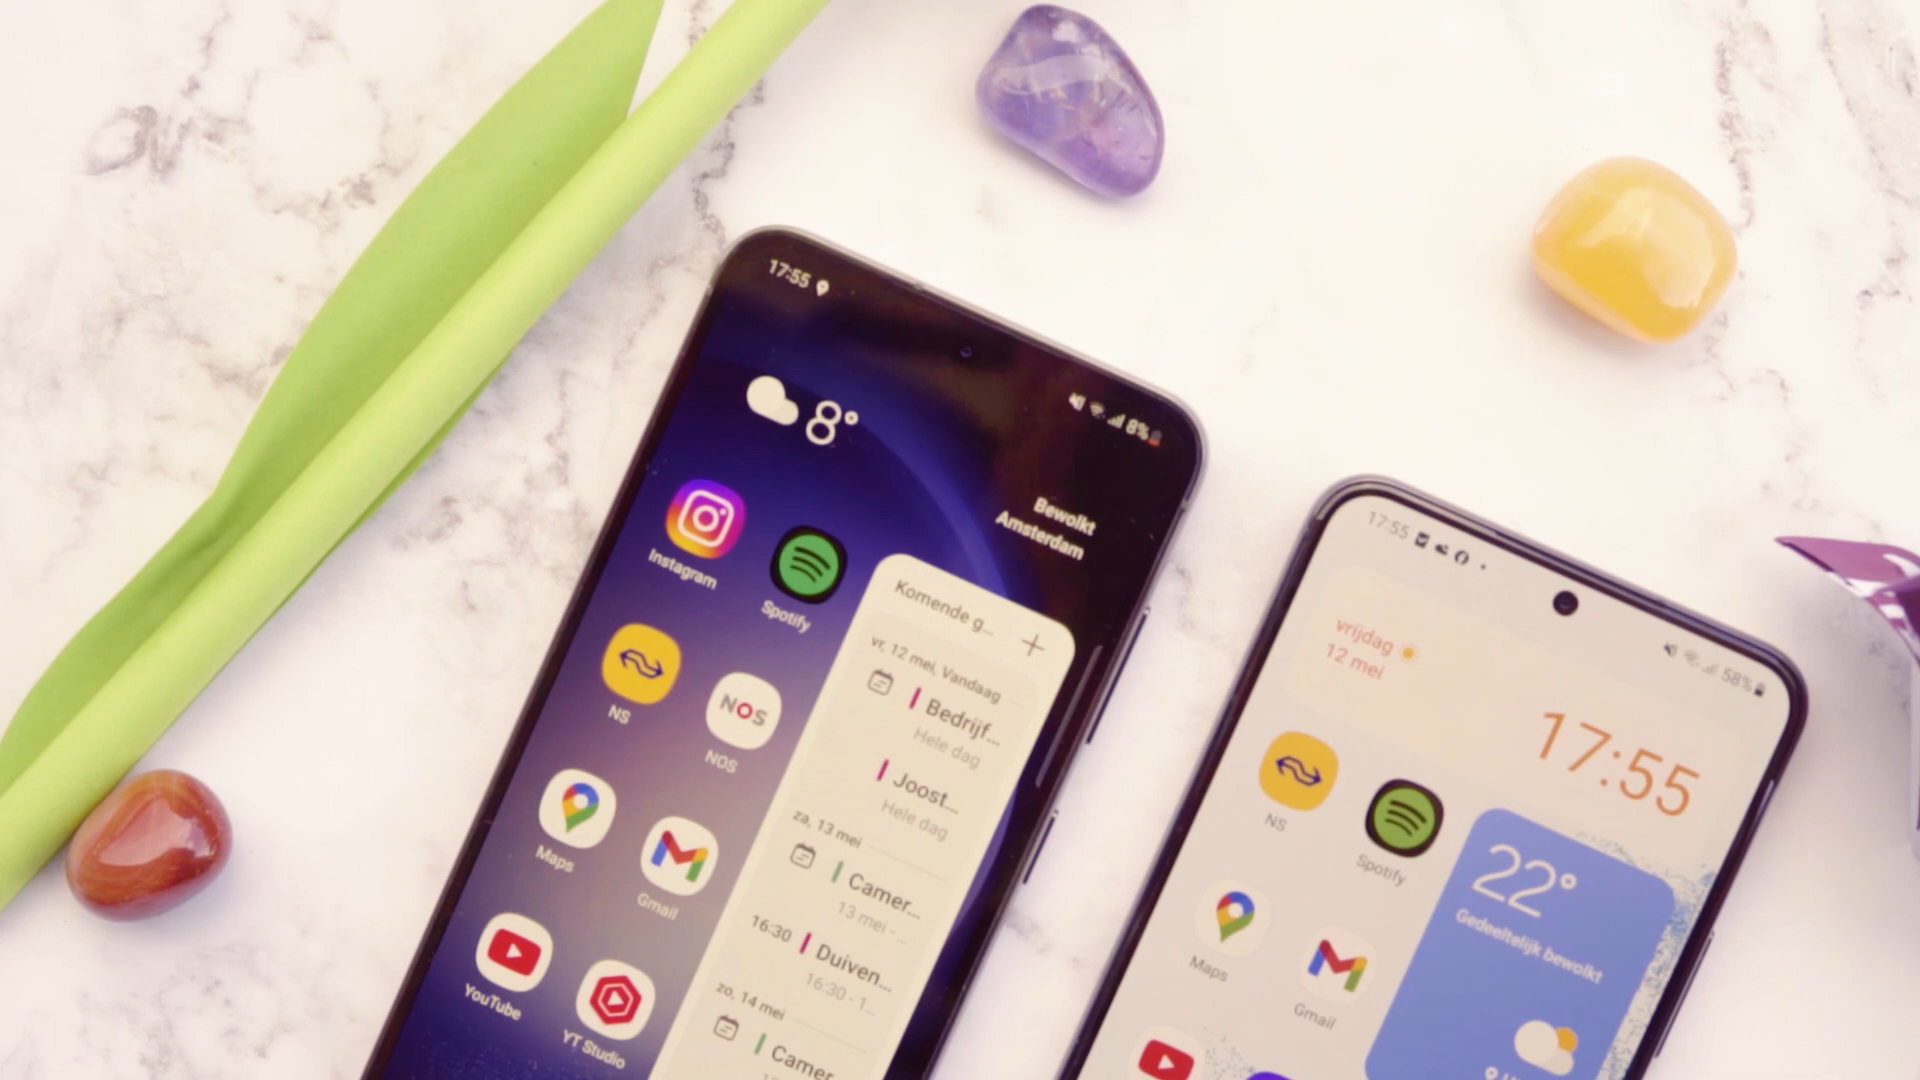 17:55
8%
8°
Bewolkt
Amsterdam
Instagram
Spotify
NS
NOS
NOS
Maps
Gmail
YouTube
YT Studio
Komende g...
vr, 12 mei, Vandaag
Bedrijf...
Hele dag
Joost...
Hele dag
za, 13 mei
Camer...
13 mei -...
16:30
Duiven...
16:30 - 1...
zo, 14 mei
Camer
17:55
58%
vrijdag
12 mei
17:55
NS
Spotify
Maps
Gmail
22°
Gedeeltelijk bewolkt